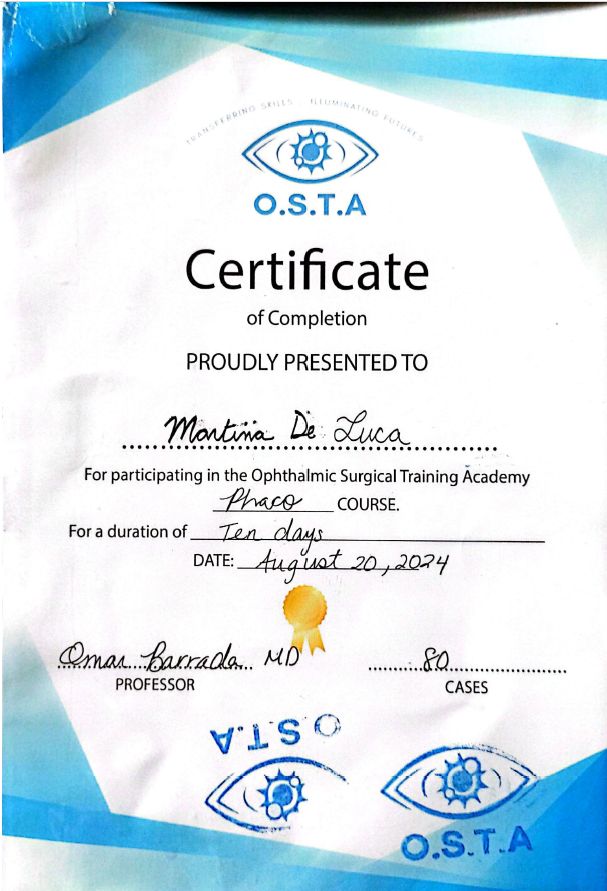 TRANSFERRING SKILLS . ILLUMINATING FUTURES
O.S.T.A
Certificate
of Completion
PROUDLY PRESENTED TO
Martina De Luca
For participating in the Ophthalmic Surgical Training Academy
Phaco COURSE.
For a duration of Ten days
DATE: August 20, 2024
Omar Barrada MD
80
PROFESSOR
CASES
O.S.T.A
O.S.T.A